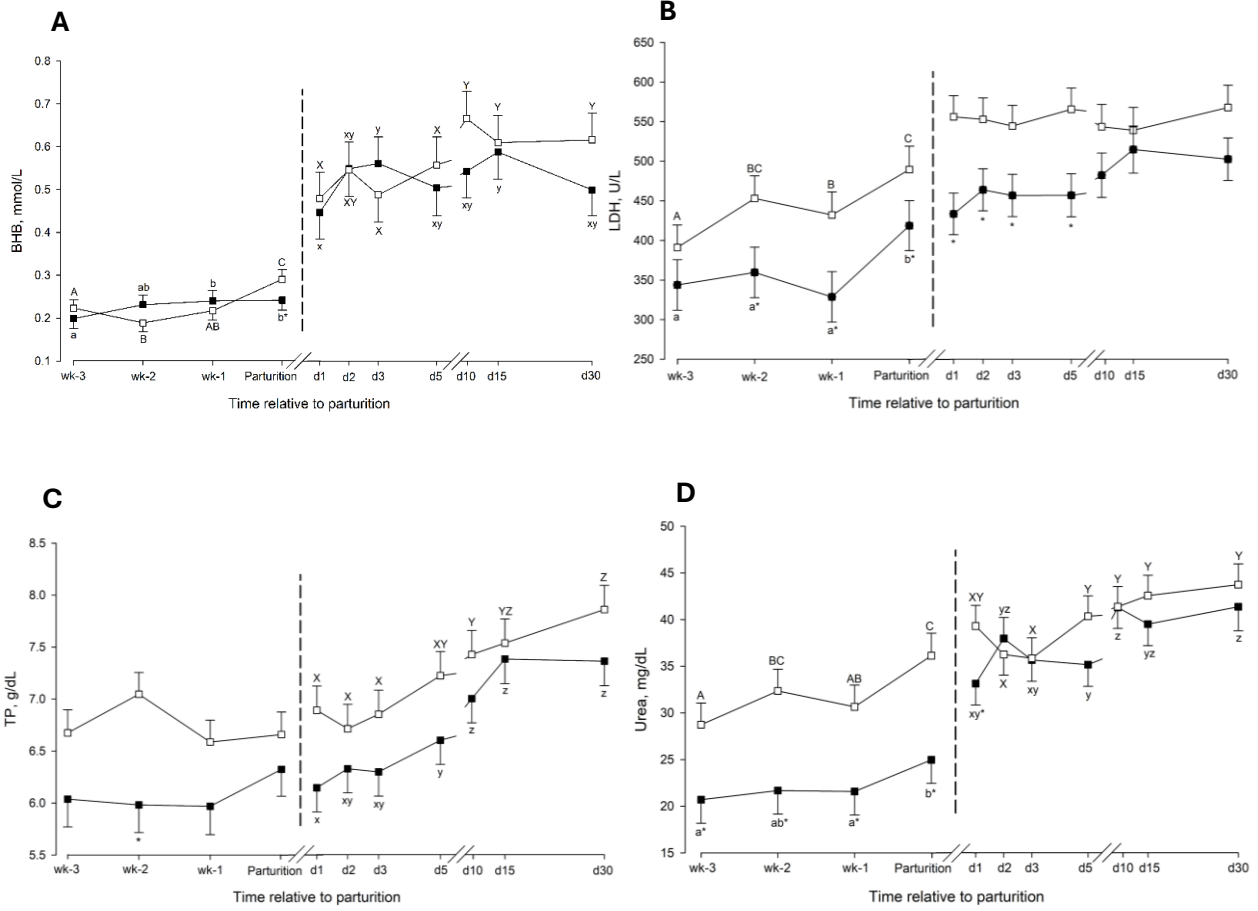 A
BHB, mmol/L
0.8
0.7
0.6
0.5
0.4
0.3
0.2
0.1
A
a
ab
B
b
AB
C
b*
X
x
xy
XY
y
X
X
xy
Y
xy
Y
y
Y
xy
wk-3 wk-2 wk-1 Parturition d1 d2 d3 d5 d10 d15 d30
Time relative to parturition
B
LDH, U/L
650
600
550
500
450
400
350
300
250
A
a
BC
a*
B
a*
C
b*
*
*
*
*
wk-3 wk-2 wk-1 Parturition d1 d2 d3 d5 d10 d15 d30
Time relative to parturition
C
TP, g/dL
8.5
8.0
7.5
7.0
6.5
6.0
5.5
*
X
x
X
xy
X
xy
XY
y
Y
z
YZ
z
Z
z
wk-3 wk-2 wk-1 Parturition d1 d2 d3 d5 d10 d15 d30
Time relative to parturition
D
Urea, mg/dL
50
45
40
35
30
25
20
15
A
a*
BC
ab*
AB
a*
C
b*
XY
xy*
yz
X
X
xy
Y
y
Y
z
Y
yz
Y
z
wk-3 wk-2 wk-1 Parturition d1 d2 d3 d5 d10 d15 d30
Time relative to parturition